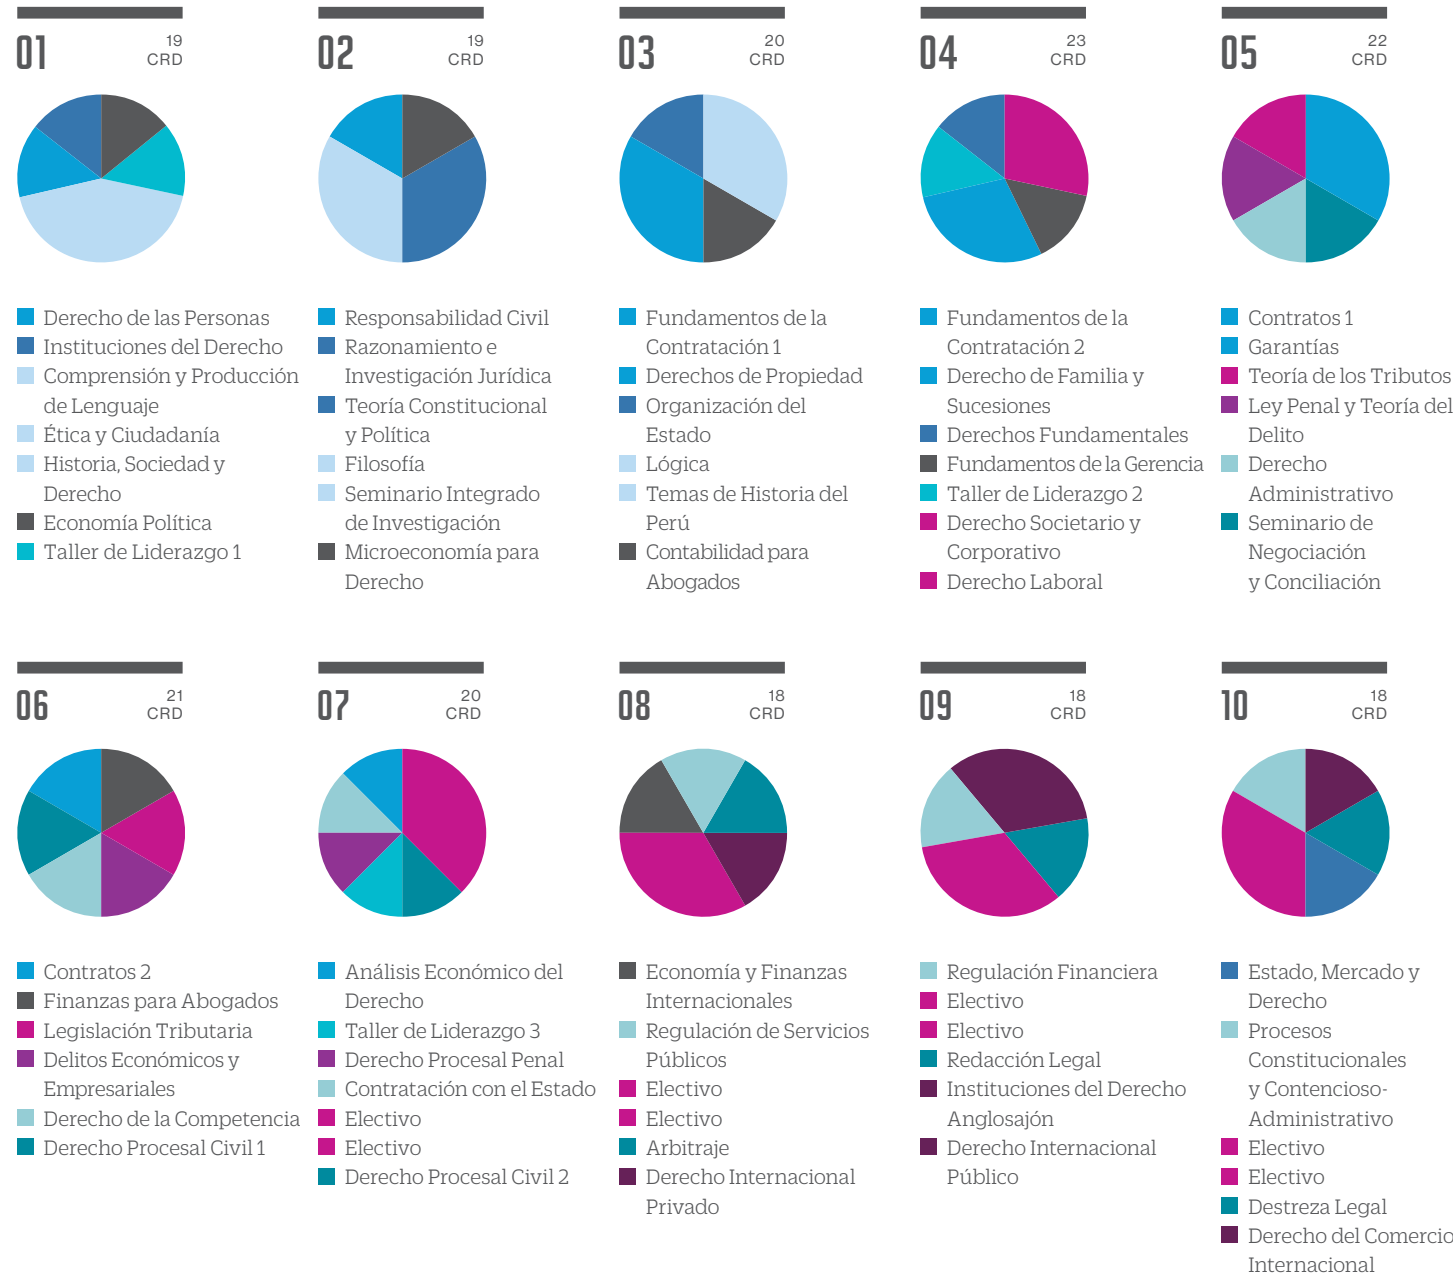 01
19
CRD
Derecho de las Personas
Instituciones del Derecho
Comprensión y Producción
de Lenguaje
Ética y Ciudadanía
Historia, Sociedad y
Derecho
Economía Política
Taller de Liderazgo 1
02
19
CRD
Responsabilidad Civil
Razonamiento e
Investigación Jurídica
Teoría Constitucional
y Política
Filosofía
Seminario Integrado
de Investigación
Microeconomía para
Derecho
03
20
CRD
Fundamentos de la
Contratación 1
Derechos de Propiedad
Organización del
Estado
Lógica
Temas de Historia del
Perú
Contabilidad para
Abogados
04
23
CRD
Fundamentos de la
Contratación 2
Derecho de Familia y
Sucesiones
Derechos Fundamentales
Fundamentos de la Gerencia
Taller de Liderazgo 2
Derecho Societario y
Corporativo
Derecho Laboral
05
22
CRD
Contratos 1
Garantías
Teoría de los Tributos
Ley Penal y Teoría del
Delito
Derecho
Administrativo
Seminario de
Negociación
y Conciliación
06
21
CRD
Contratos 2
Finanzas para Abogados
Legislación Tributaria
Delitos Económicos y
Empresariales
Derecho de la Competencia
Derecho Procesal Civil 1
07
20
CRD
Análisis Económico del
Derecho
Taller de Liderazgo 3
Derecho Procesal Penal
Contratación con el Estado
Electivo
Electivo
Derecho Procesal Civil 2
08
18
CRD
Economía y Finanzas
Internacionales
Regulación de Servicios
Públicos
Electivo
Electivo
Arbitraje
Derecho Internacional
Privado
09
18
CRD
Regulación Financiera
Electivo
Electivo
Redacción Legal
Instituciones del Derecho
Anglosajón
Derecho Internacional
Público
10
18
CRD
Estado, Mercado y
Derecho
Procesos
Constitucionales
y Contencioso-
Administrativo
Electivo
Electivo
Destreza Legal
Derecho del Comercio
Internacional